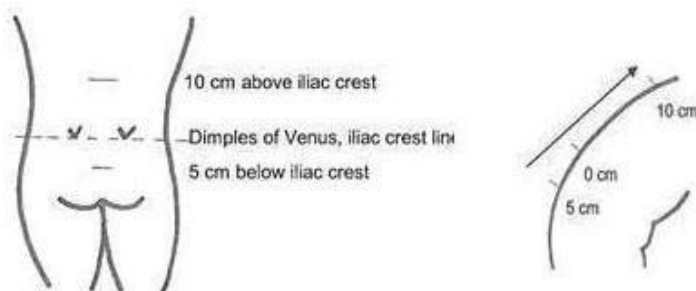 10 cm above iliac crest
Dimples of Venus, iliac crest line
5 cm below iliac crest
10 cm
0 cm
5 cm